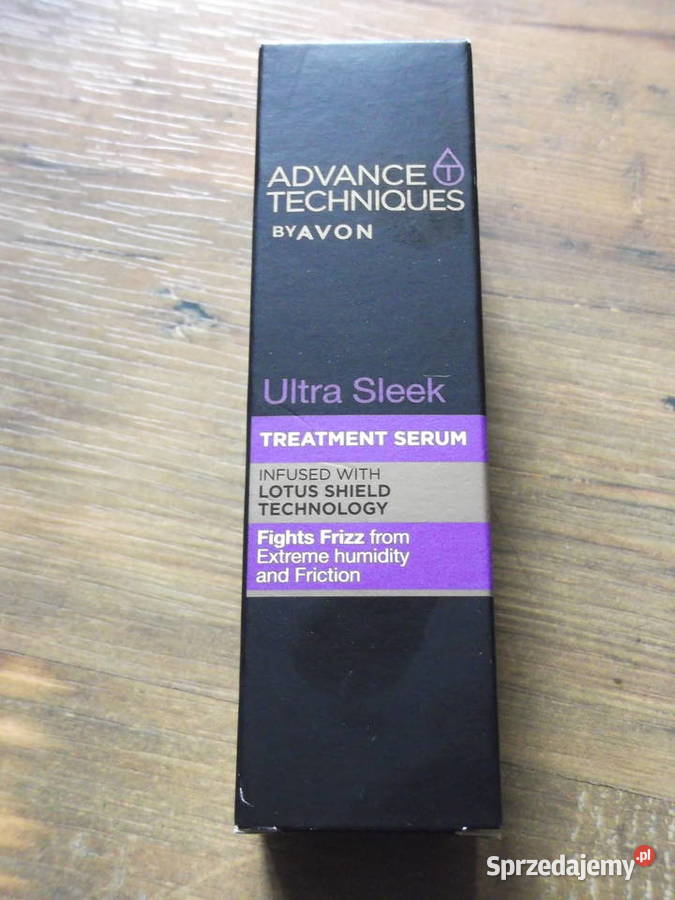 ADVANCE T
TECHNIQUES
BY AVON
Ultra Sleek
TREATMENT SERUM
INFUSED WITH
LOTUS SHIELD
TECHNOLOGY
Fights Frizz from
Extreme humidity
and Friction
Sprzedajemy.pl